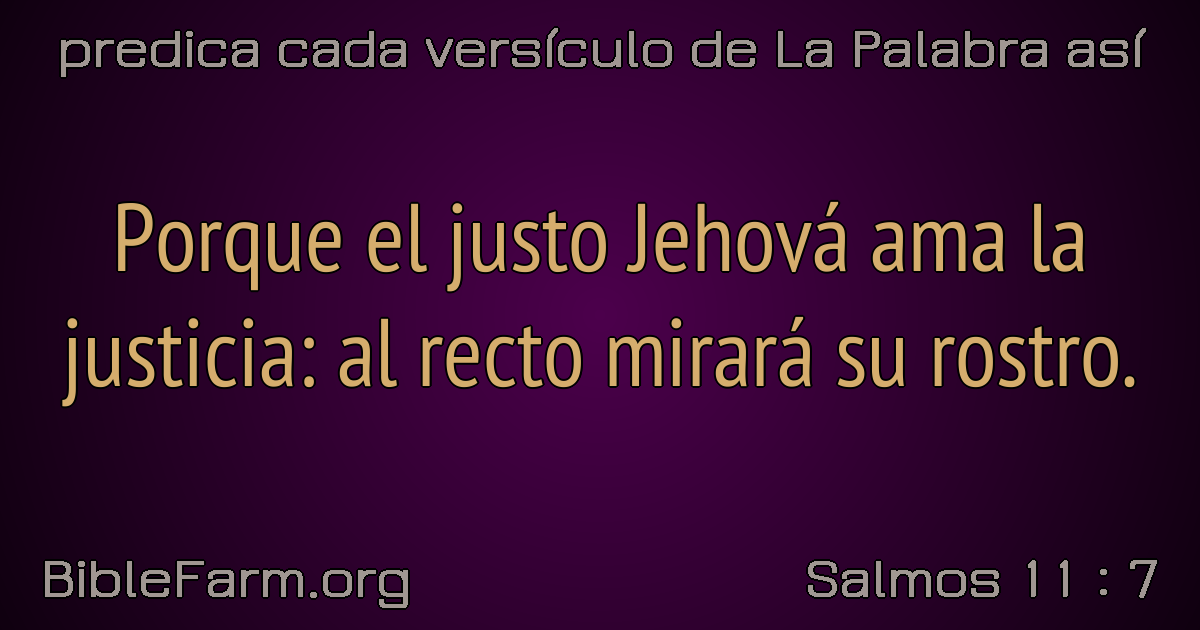 predica cada versículo de La Palabra así
Porque el justo Jehová ama la
justicia: al recto mirará su rostro.
BibleFarm.org
Salmos 11 : 7